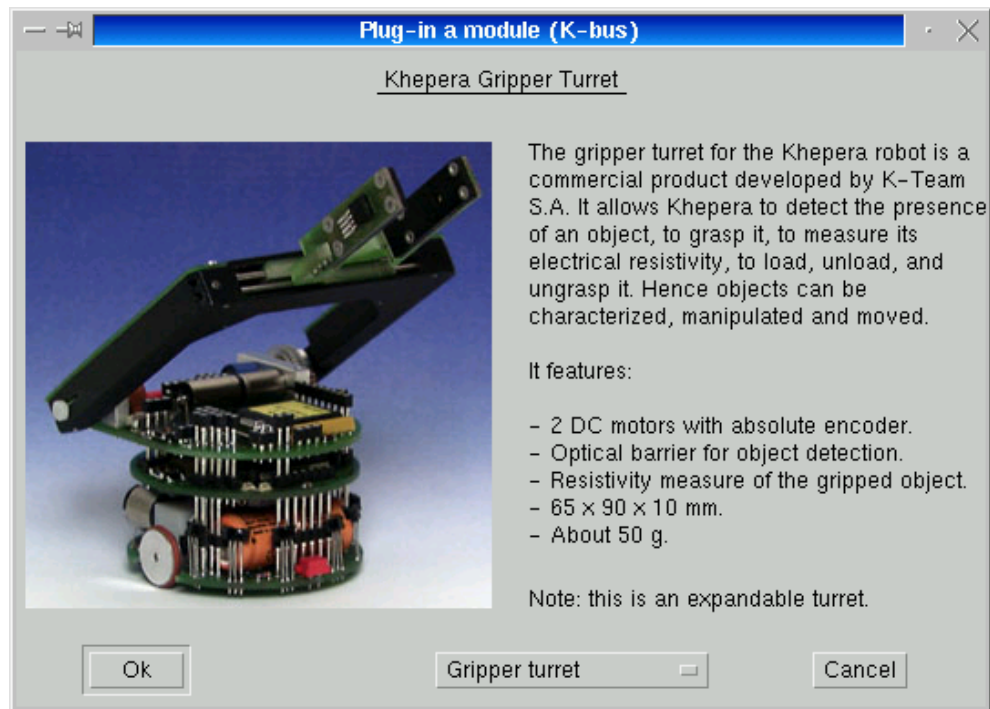 Plug-in a module (K-bus)
Khepera Gripper Turret
The gripper turret for the Khepera robot is a
commercial product developed by K-Team
S.A. It allows Khepera to detect the presence
of an object, to grasp it, to measure its
electrical resistivity, to load, unload, and
ungrasp it. Hence objects can be
characterized, manipulated and moved.
It features:
- 2 DC motors with absolute encoder.
- Optical barrier for object detection.
- Resistivity measure of the gripped object.
- 65 × 90 × 10 mm.
- About 50 g.
Note: this is an expandable turret.
Ok
Gripper turret
Cancel